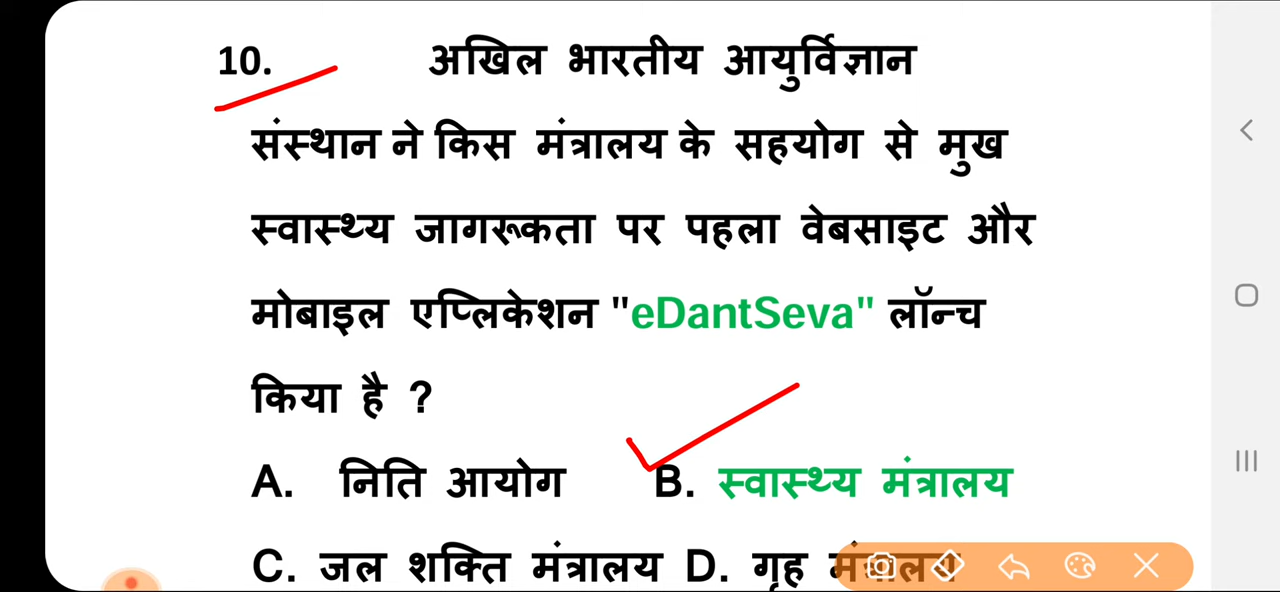 10. अखिल भारतीय आयुर्विज्ञान
संस्थान ने किस मंत्रालय के सहयोग से मुख
स्वास्थ्य जागरूकता पर पहला वेबसाइट और
मोबाइल एप्लिकेशन "eDantSeva" लॉन्च
किया है ?
A. निति आयोग B. स्वास्थ्य मंत्रालय
C. जल शक्ति मंत्रालय D. गृह मंत्रालय